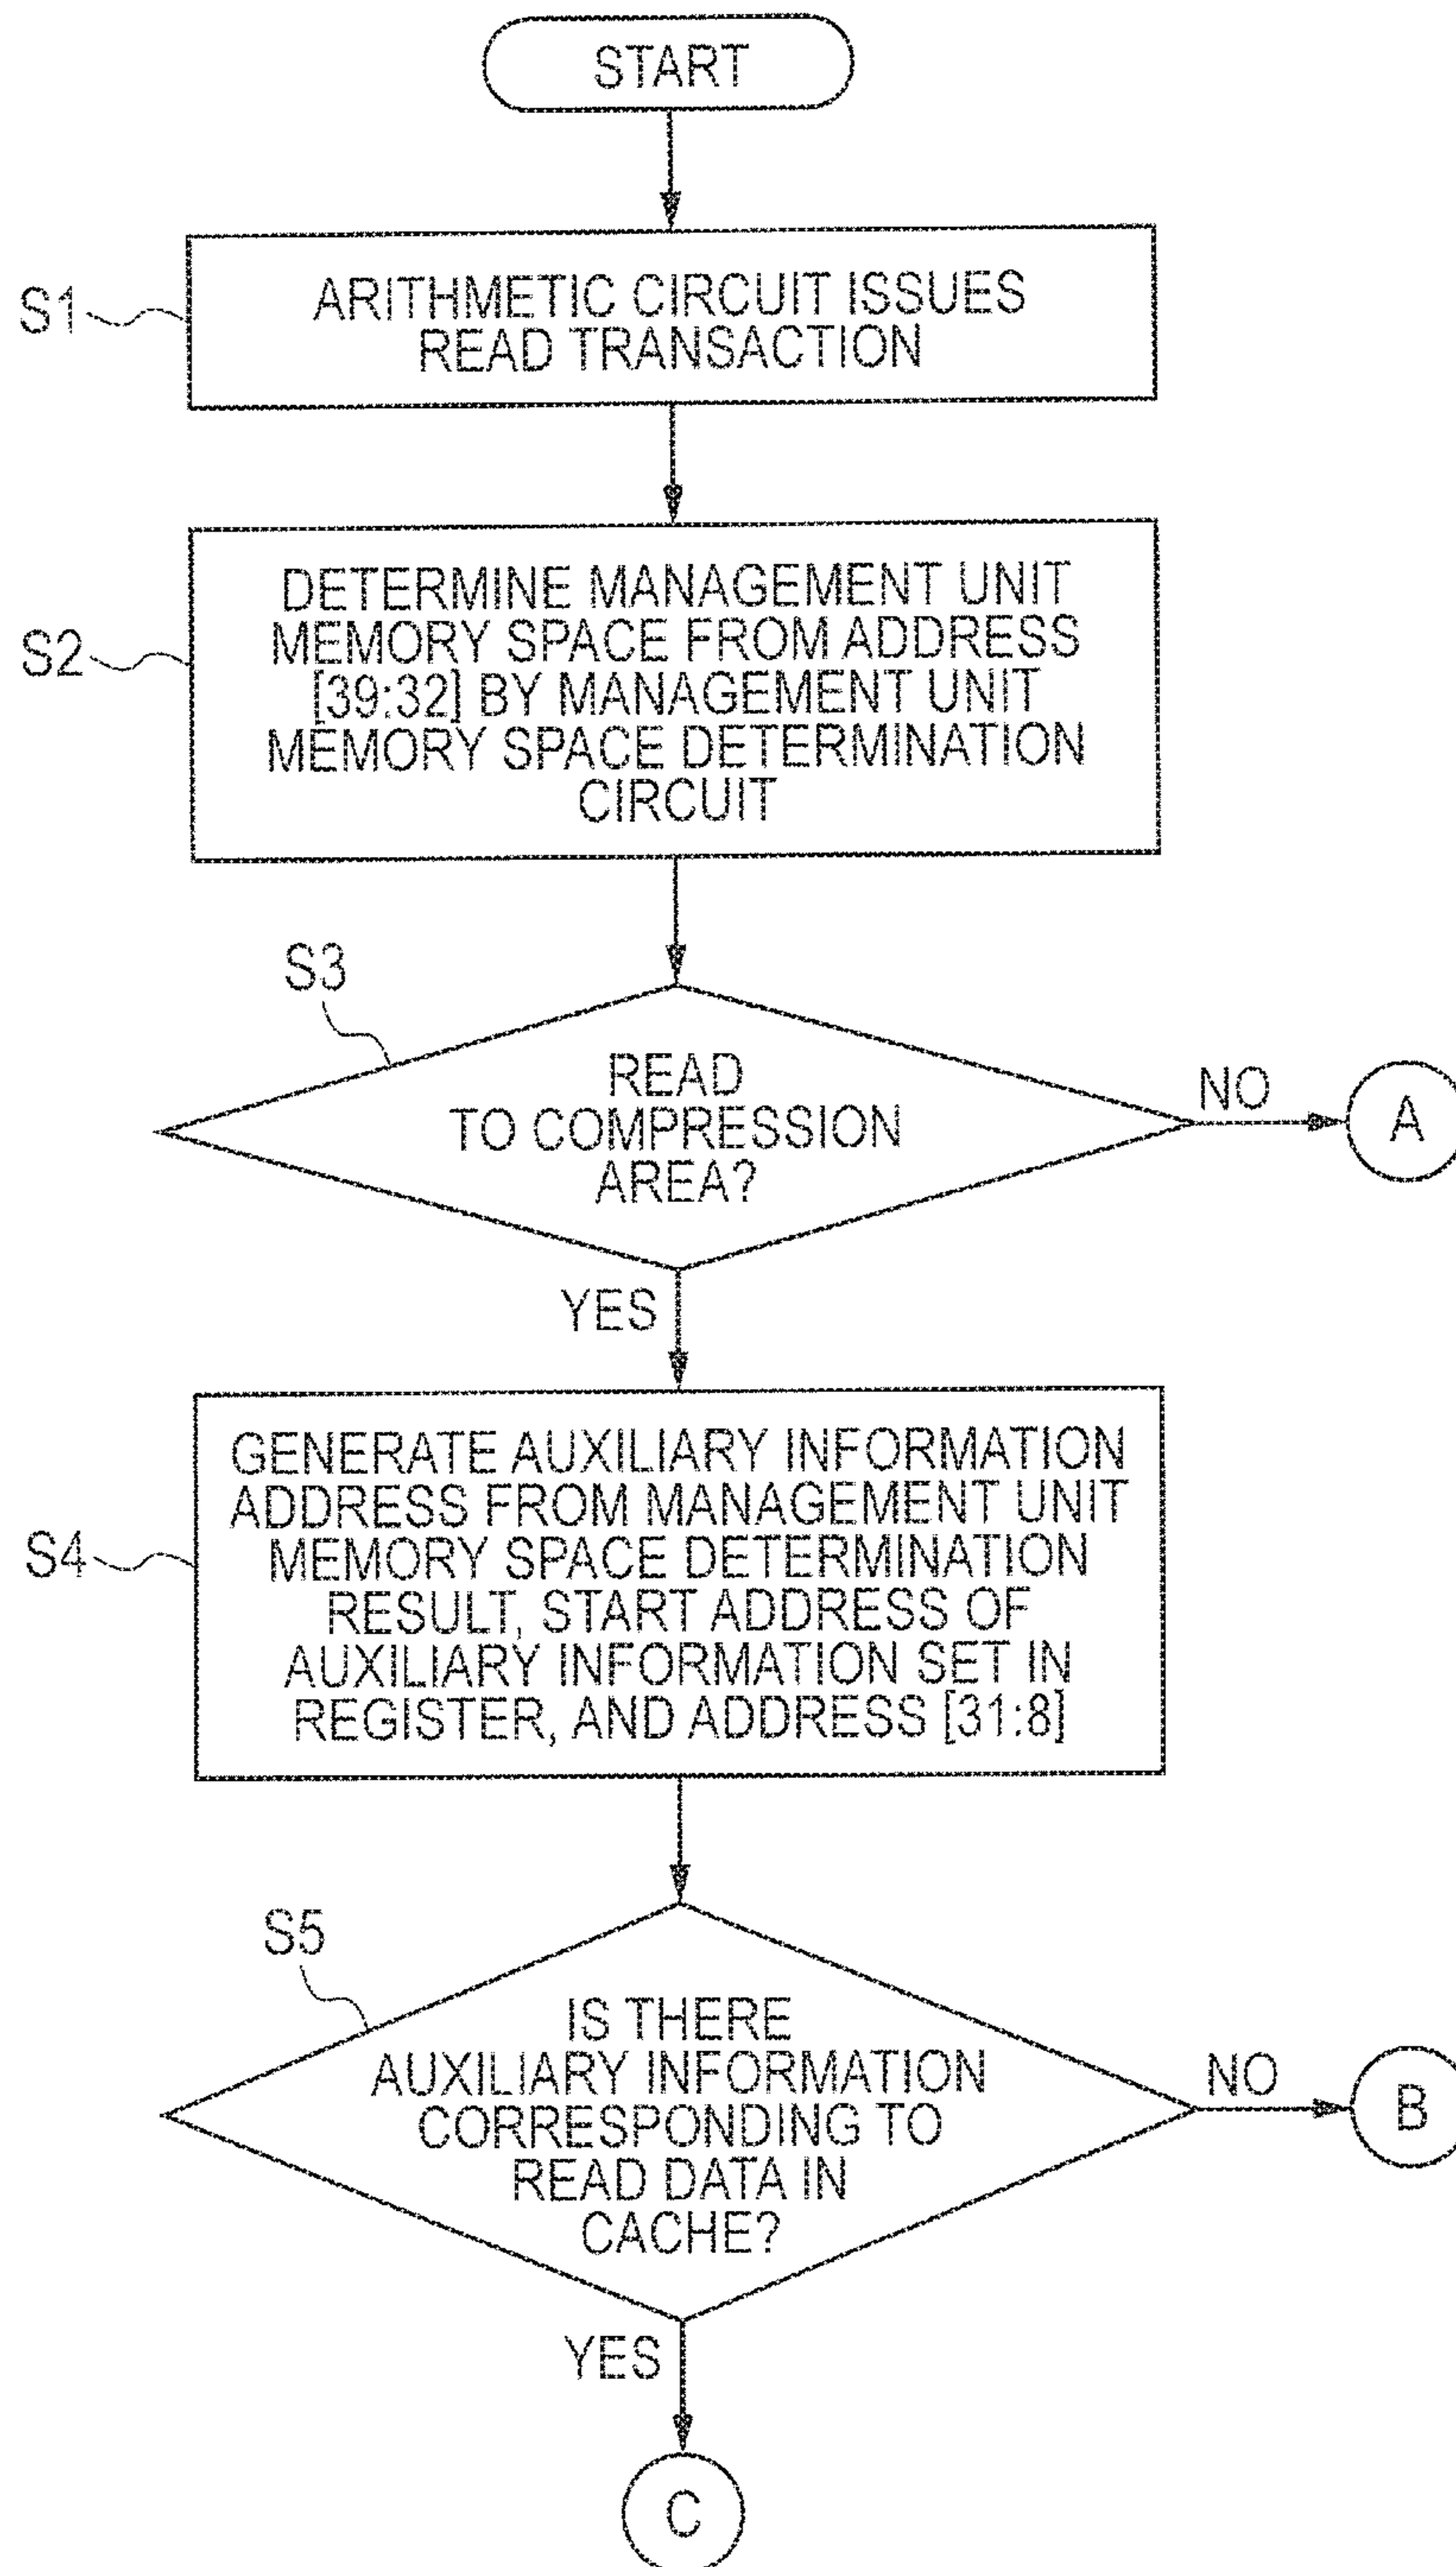 START
S1
ARITHMETIC CIRCUIT ISSUES
READ TRANSACTION
S2
DETERMINE MANAGEMENT UNIT
MEMORY SPACE FROM ADDRESS
[39:32] BY MANAGEMENT UNIT
MEMORY SPACE DETERMINATION
CIRCUIT
S3
READ
TO COMPRESSION
AREA?
NO
A
YES
S4
GENERATE AUXILIARY INFORMATION
ADDRESS FROM MANAGEMENT UNIT
MEMORY SPACE DETERMINATION
RESULT, START ADDRESS OF
AUXILIARY INFORMATION SET IN
REGISTER, AND ADDRESS [31:8]
S5
IS THERE
AUXILIARY INFORMATION
CORRESPONDING TO
READ DATA IN
CACHE?
NO
B
YES
C